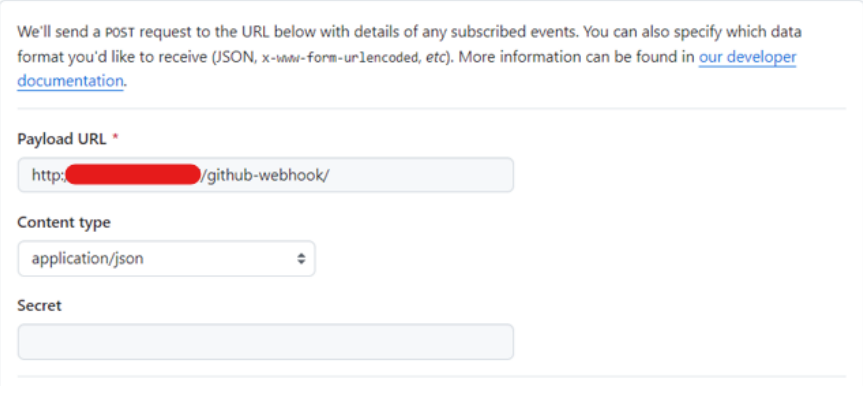 We'll send a POST request to the URL below with details of any subscribed events. You can also specify which data
format you'd like to receive (JSON, x-www-form-urlencoded, etc). More information can be found in our developer
documentation.
Payload URL *
http:/ /github-webhook/
Content type
application/json
Secret